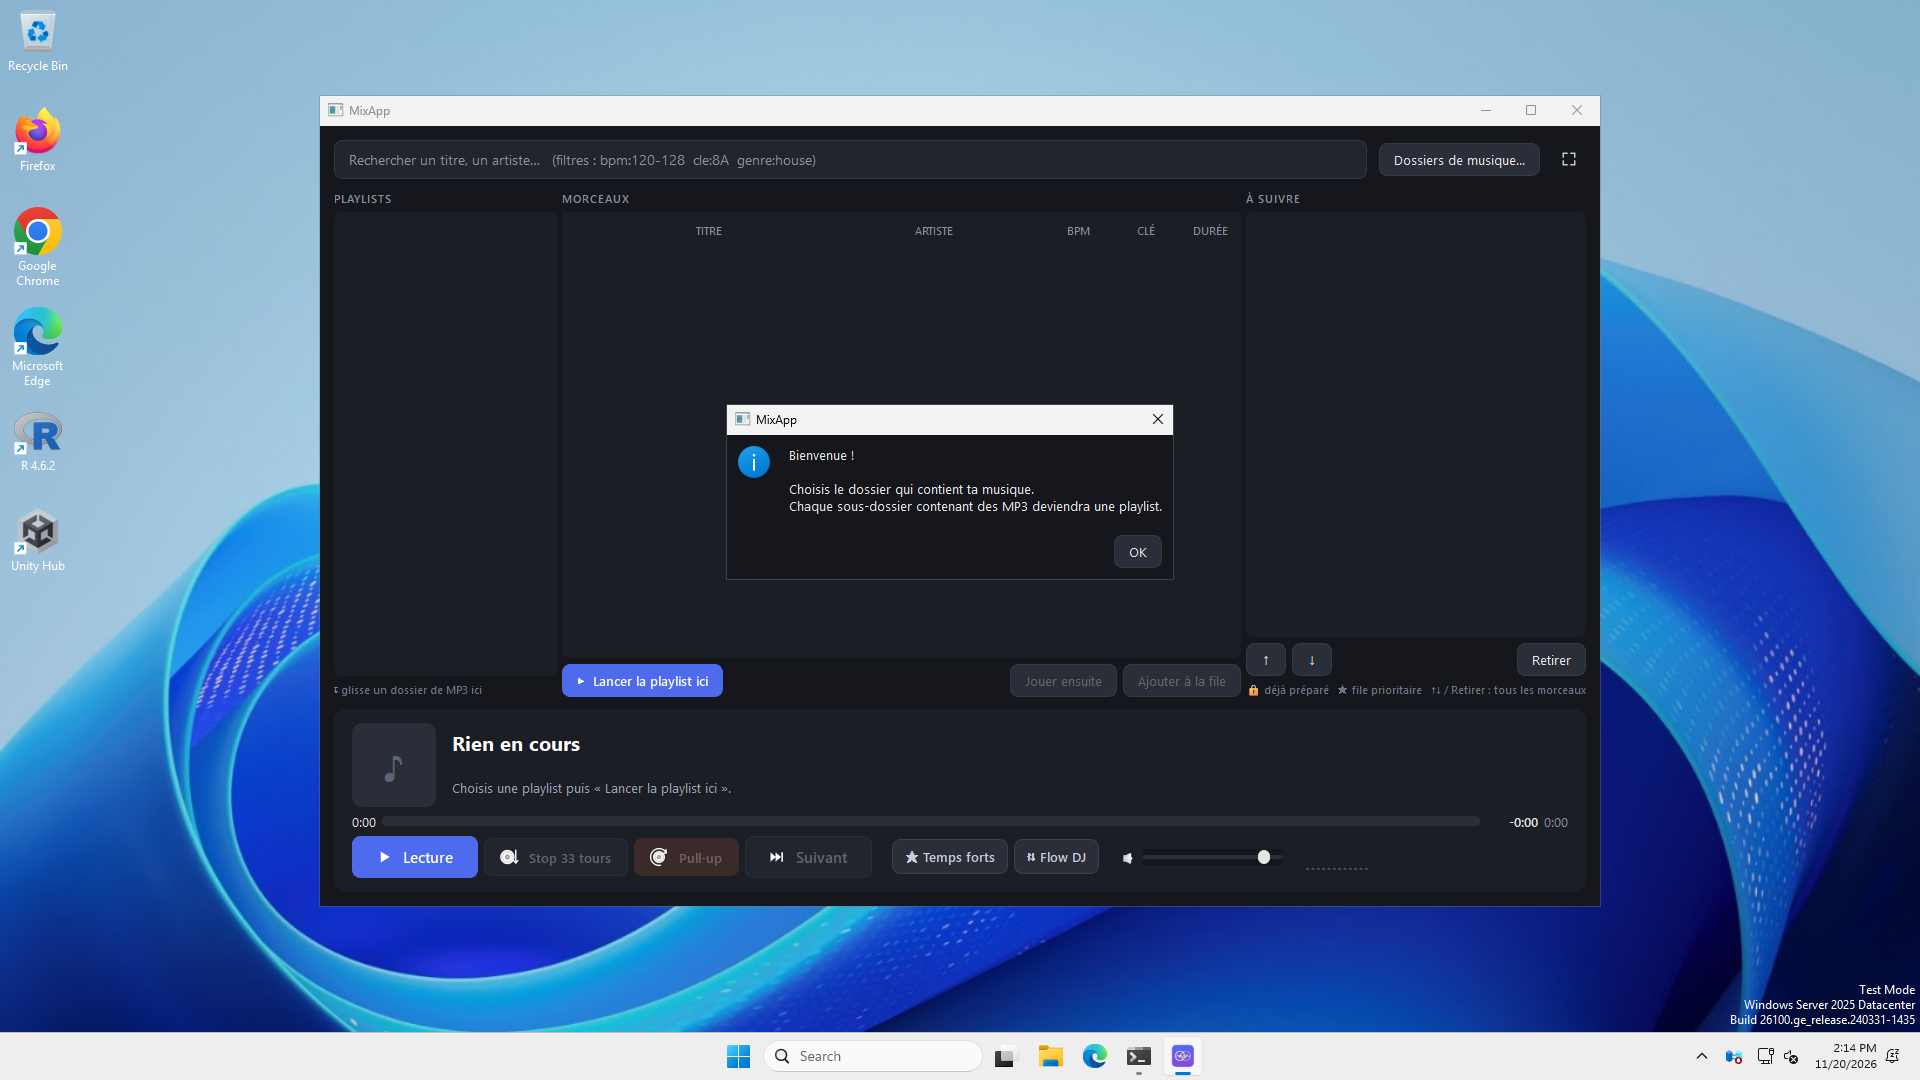 Recycle Bin
Firefox
Google
Chrome
Microsoft
Edge
R 4.6.2
Unity Hub
MixApp
Rechercher un titre, un artiste... (filtres : bpm:120-128 cle:8A genre:house)
Dossiers de musique...
PLAYLISTS
MORCEAUX
À SUIVRE
TITRE
ARTISTE
BPM
CLÉ
DURÉE
MixApp
Bienvenue !
Choisis le dossier qui contient ta musique.
Chaque sous-dossier contenant des MP3 deviendra une playlist.
OK
↑
↓
Retirer
Lancer la playlist ici
Jouer ensuite
Ajouter à la file
glisse un dossier de MP3 ici
déjà préparé ★ file prioritaire ↑↓ / Retirer : tous les morceaux
Rien en cours
Choisis une playlist puis « Lancer la playlist ici ».
0:00
-0:00 0:00
Lecture
Stop 33 tours
Pull-up
Suivant
★ Temps forts
⇅ Flow DJ
Test Mode
Windows Server 2025 Datacenter
Build 26100.ge_release.240331-1435
Search
2:14 PM
11/20/2026